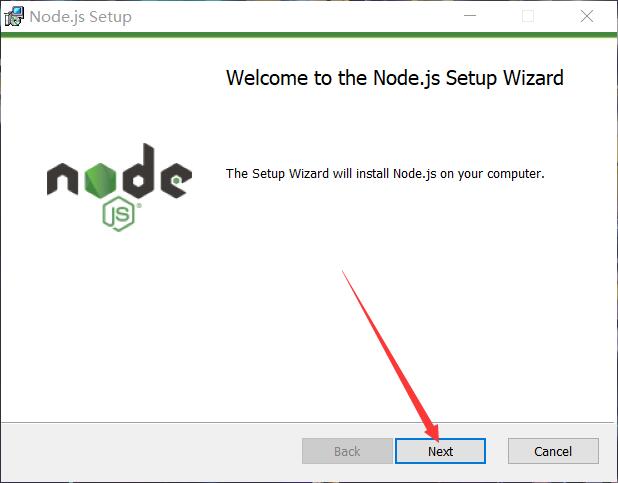 Node.js Setup
Welcome to the Node.js Setup Wizard
The Setup Wizard will install Node.js on your computer.
node
JS
Back
Next
Cancel